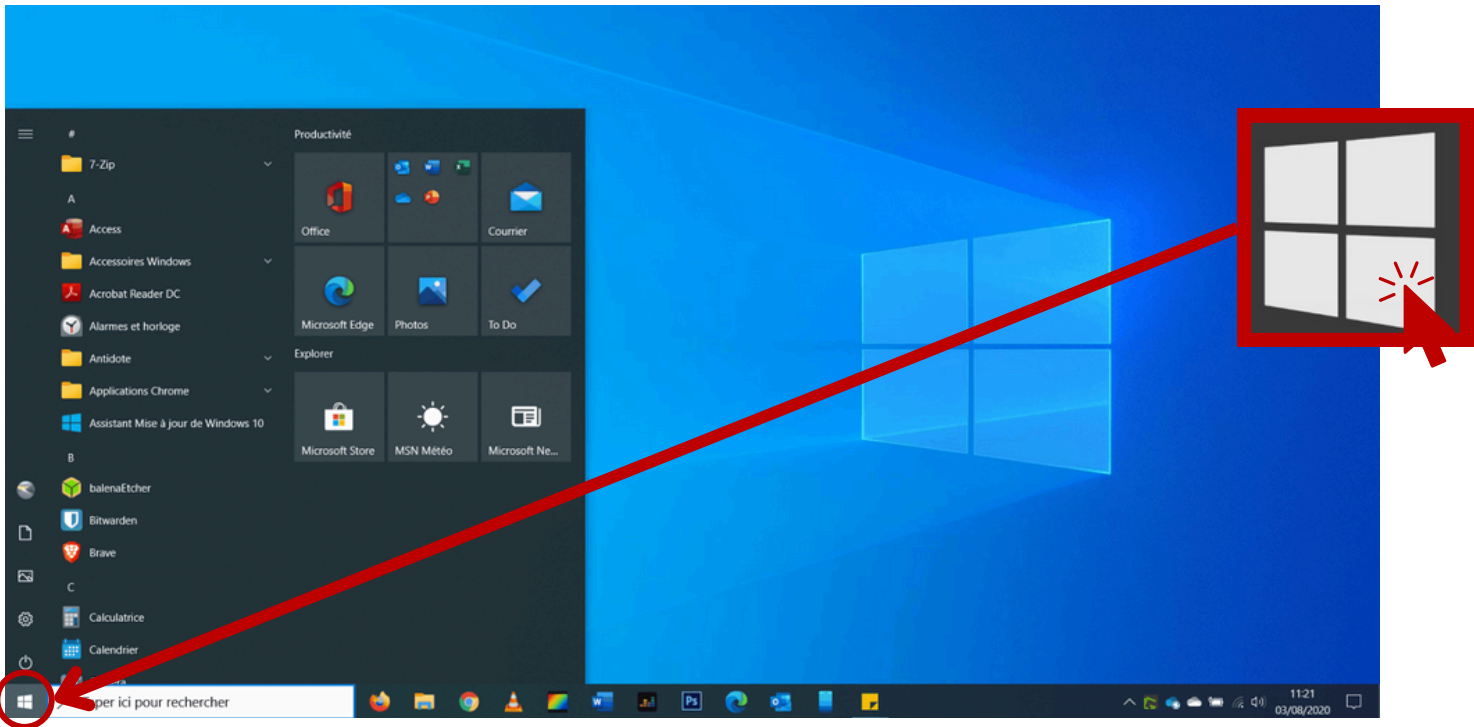 #
7-Zip
A
Access
Accessoires Windows
Acrobat Reader DC
Alarmes et horloge
Antidote
Applications Chrome
Assistant Mise à jour de Windows 10
B
balenaEtcher
Bitwarden
Brave
C
Calculatrice
Calendrier
Productivité
Office
Courrier
Microsoft Edge
Photos
To Do
Explorer
Microsoft Store
MSN Météo
Microsoft Ne...
per ici pour rechercher
Ps
11:21
03/08/2020